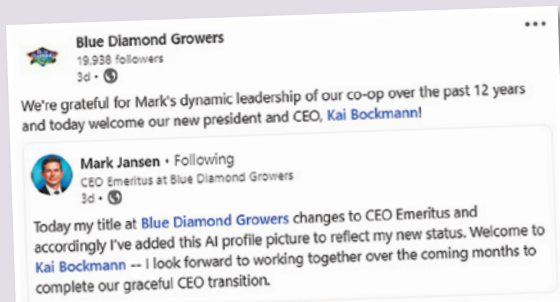 Blue Diamond Growers
19,938 followers
3d •
We're grateful for Mark's dynamic leadership of our co-op over the past 12 years
and today welcome our new president and CEO, Kai Bockmann!
Mark Jansen • Following
CEO Emeritus at Blue Diamond Growers
3d •
Today my title at Blue Diamond Growers changes to CEO Emeritus and
accordingly I've added this AI profile picture to reflect my new status. Welcome to
Kai Bockmann -- I look forward to working together over the coming months to
complete our graceful CEO transition.